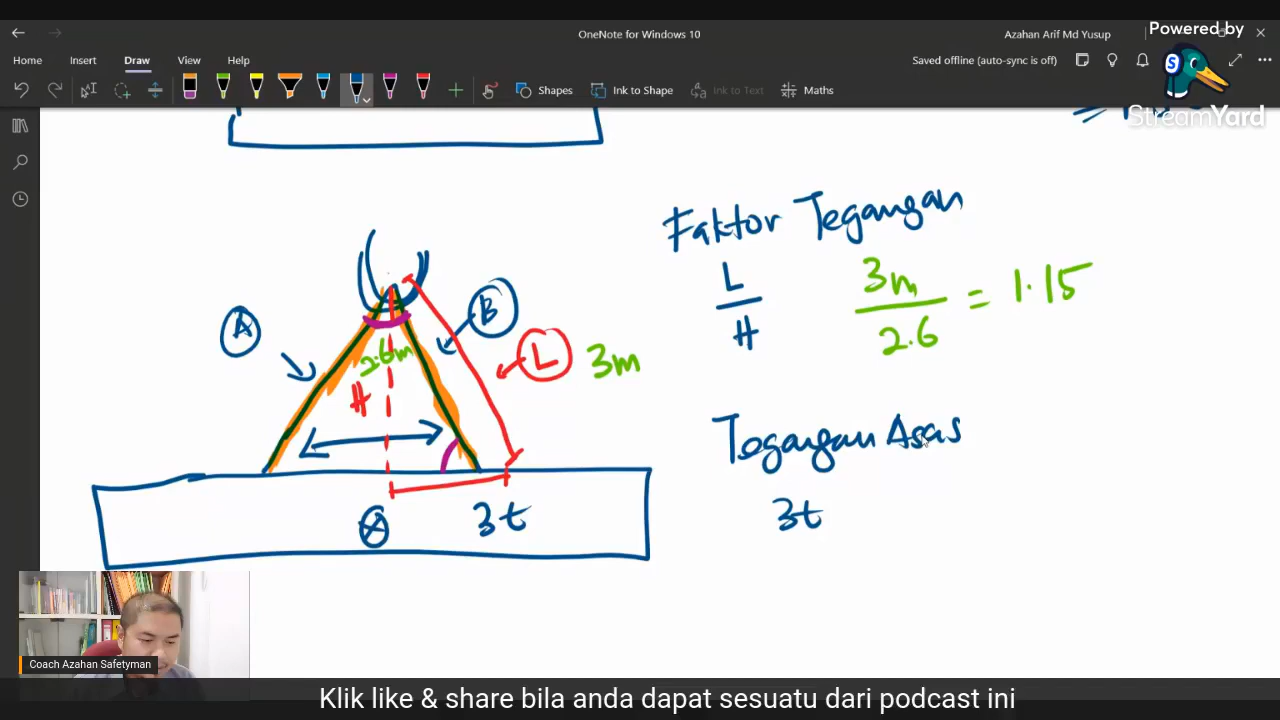 OneNote for Windows 10
Azahan Arif Md Yusup
Powered by
StreamYard
Home Insert Draw View Help
Saved offline (auto-sync is off)
Shapes Ink to Shape Ink to Text Maths
Faktor Tegangan
L
H
3m
2.6
= 1.15
A
B
L
3m
2.6m
H
Tegangan Asas
3t
3t
Coach Azahan Safetyman
Klik like & share bila anda dapat sesuatu dari podcast ini